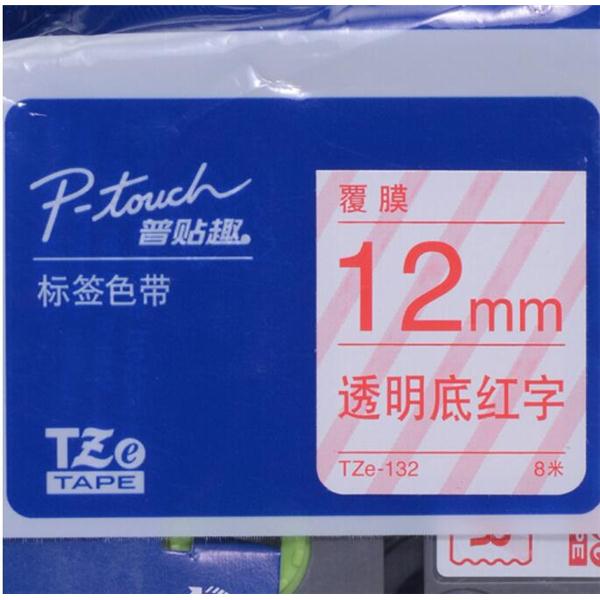 P-touch
普贴趣
标签色带
TZe
TAPE
覆膜
12mm
透明底红字
TZe-132
8米